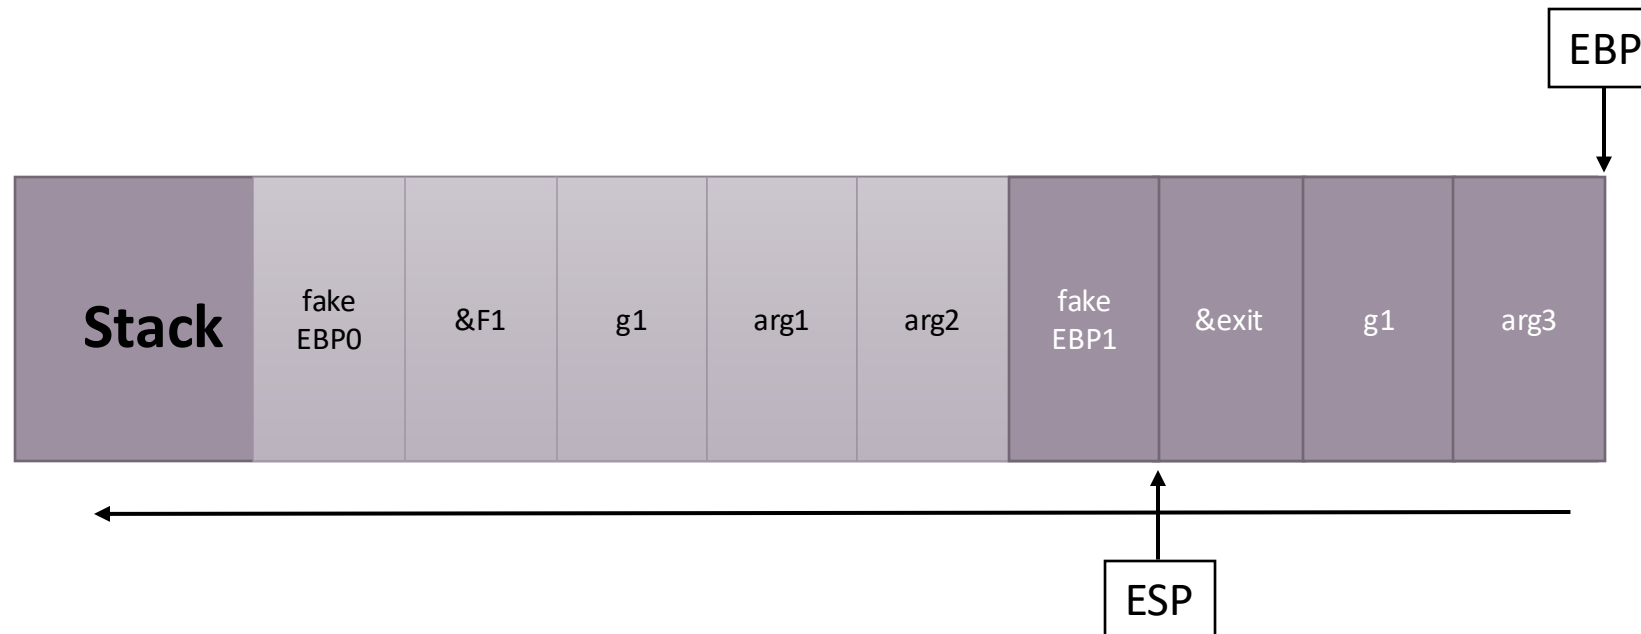 EBP
Stack
fake
EBP0
&F1
g1
arg1
arg2
fake
EBP1
&exit
g1
arg3
ESP